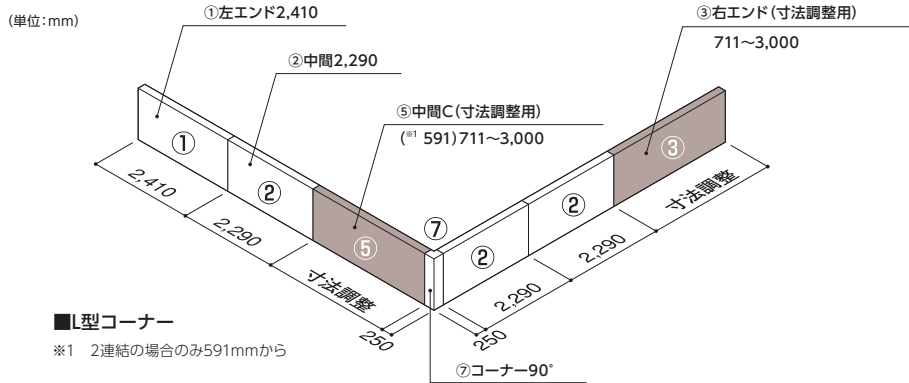 (単位:mm)
①左エンド2,410
②中間2,290
⑤中間C(寸法調整用)
(※1 591)711～3,000
③右エンド(寸法調整用)
711～3,000
①
②
⑤
⑦
②
②
③
2,410
2,290
寸法調整
250
250
2,290
2,290
寸法調整
⑦コーナー90°
■L型コーナー
※1 2連結の場合のみ591mmから